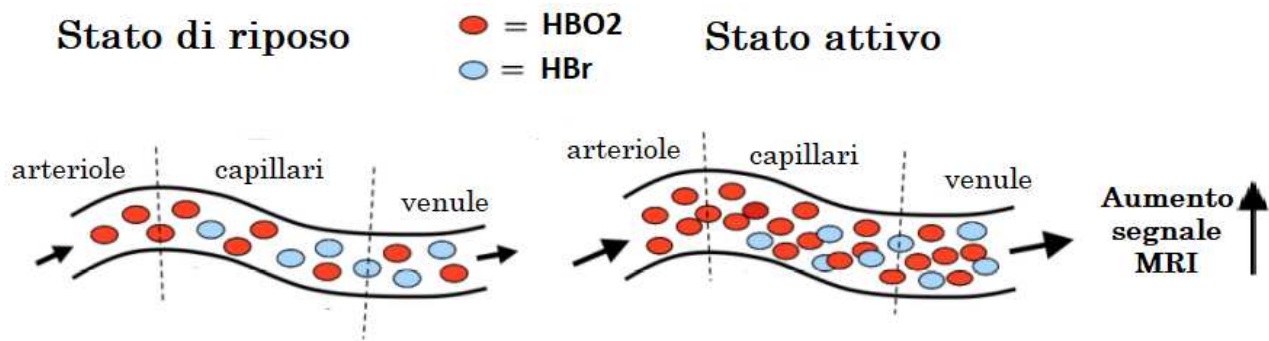 Stato di riposo
= HBO2
= HBr
Stato attivo
arteriole
capillari
venule
arteriole
capillari
venule
Aumento
segnale
MRI